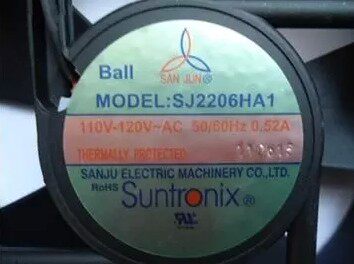 Ball
SAN JUN®
MODEL:SJ2206HA1
110V-120V~AC 50/60Hz 0.52A
THERMALLY PROTECTED
SANJU ELECTRIC MACHINERY CO.,LTD.
RoHS
Suntronix®